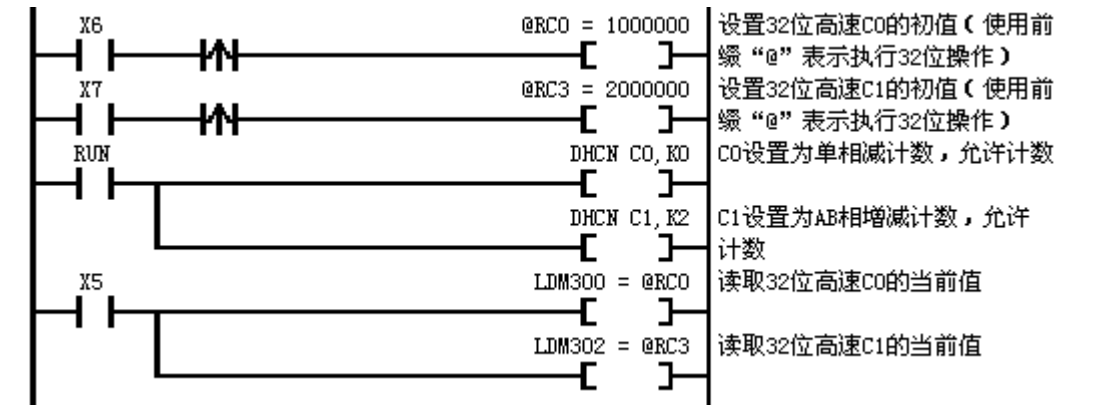 X6
@RC0 = 1000000
设置32位高速C0的初值(使用前
缀“@”表示执行32位操作)
X7
@RC3 = 2000000
设置32位高速C1的初值(使用前
缀“@”表示执行32位操作)
RUN
DHCN C0,K0
C0设置为单相减计数,允许计数
DHCN C1,K2
C1设置为AB相增减计数,允许
计数
X5
LDM300 = @RC0
读取32位高速C0的当前值
LDM302 = @RC3
读取32位高速C1的当前值